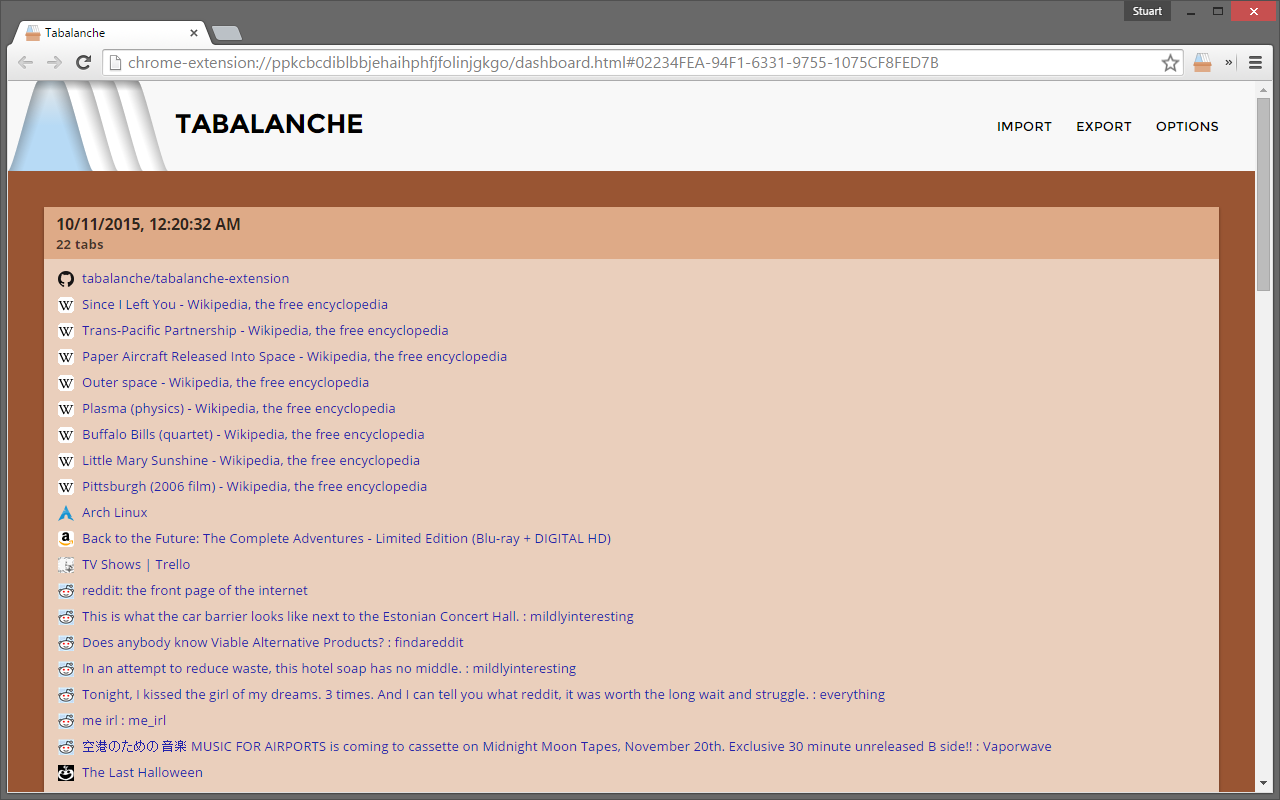 Stuart
Tabalanche
chrome-extension://ppkcbcdiblbbjehaihphfjfolinjgkgo/dashboard.html#02234FEA-94F1-6331-9755-1075CF8FED7B
TABALANCHE
IMPORT EXPORT OPTIONS
10/11/2015, 12:20:32 AM
22 tabs
tabalanche/tabalanche-extension
W Since I Left You - Wikipedia, the free encyclopedia
W Trans-Pacific Partnership - Wikipedia, the free encyclopedia
W Paper Aircraft Released Into Space - Wikipedia, the free encyclopedia
W Outer space - Wikipedia, the free encyclopedia
W Plasma (physics) - Wikipedia, the free encyclopedia
W Buffalo Bills (quartet) - Wikipedia, the free encyclopedia
W Little Mary Sunshine - Wikipedia, the free encyclopedia
W Pittsburgh (2006 film) - Wikipedia, the free encyclopedia
Arch Linux
a Back to the Future: The Complete Adventures - Limited Edition (Blu-ray + DIGITAL HD)
TV Shows | Trello
reddit: the front page of the internet
This is what the car barrier looks like next to the Estonian Concert Hall. : mildlyinteresting
Does anybody know Viable Alternative Products? : findareddit
In an attempt to reduce waste, this hotel soap has no middle. : mildlyinteresting
Tonight, I kissed the girl of my dreams. 3 times. And I can tell you what reddit, it was worth the long wait and struggle. : everything
me irl : me_irl
空港のための音楽 MUSIC FOR AIRPORTS is coming to cassette on Midnight Moon Tapes, November 20th. Exclusive 30 minute unreleased B side!! : Vaporwave
The Last Halloween